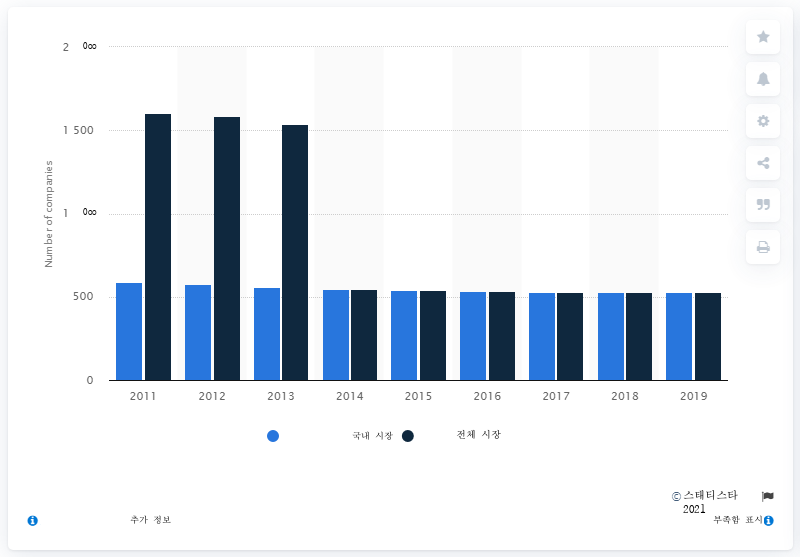 2 000
1 500
1 000
500
0
Number of companies
2011 2012 2013 2014 2015 2016 2017 2018 2019
국내 시장 전체 시장
© 스태티스타 2021
추가 정보
부족함 표시